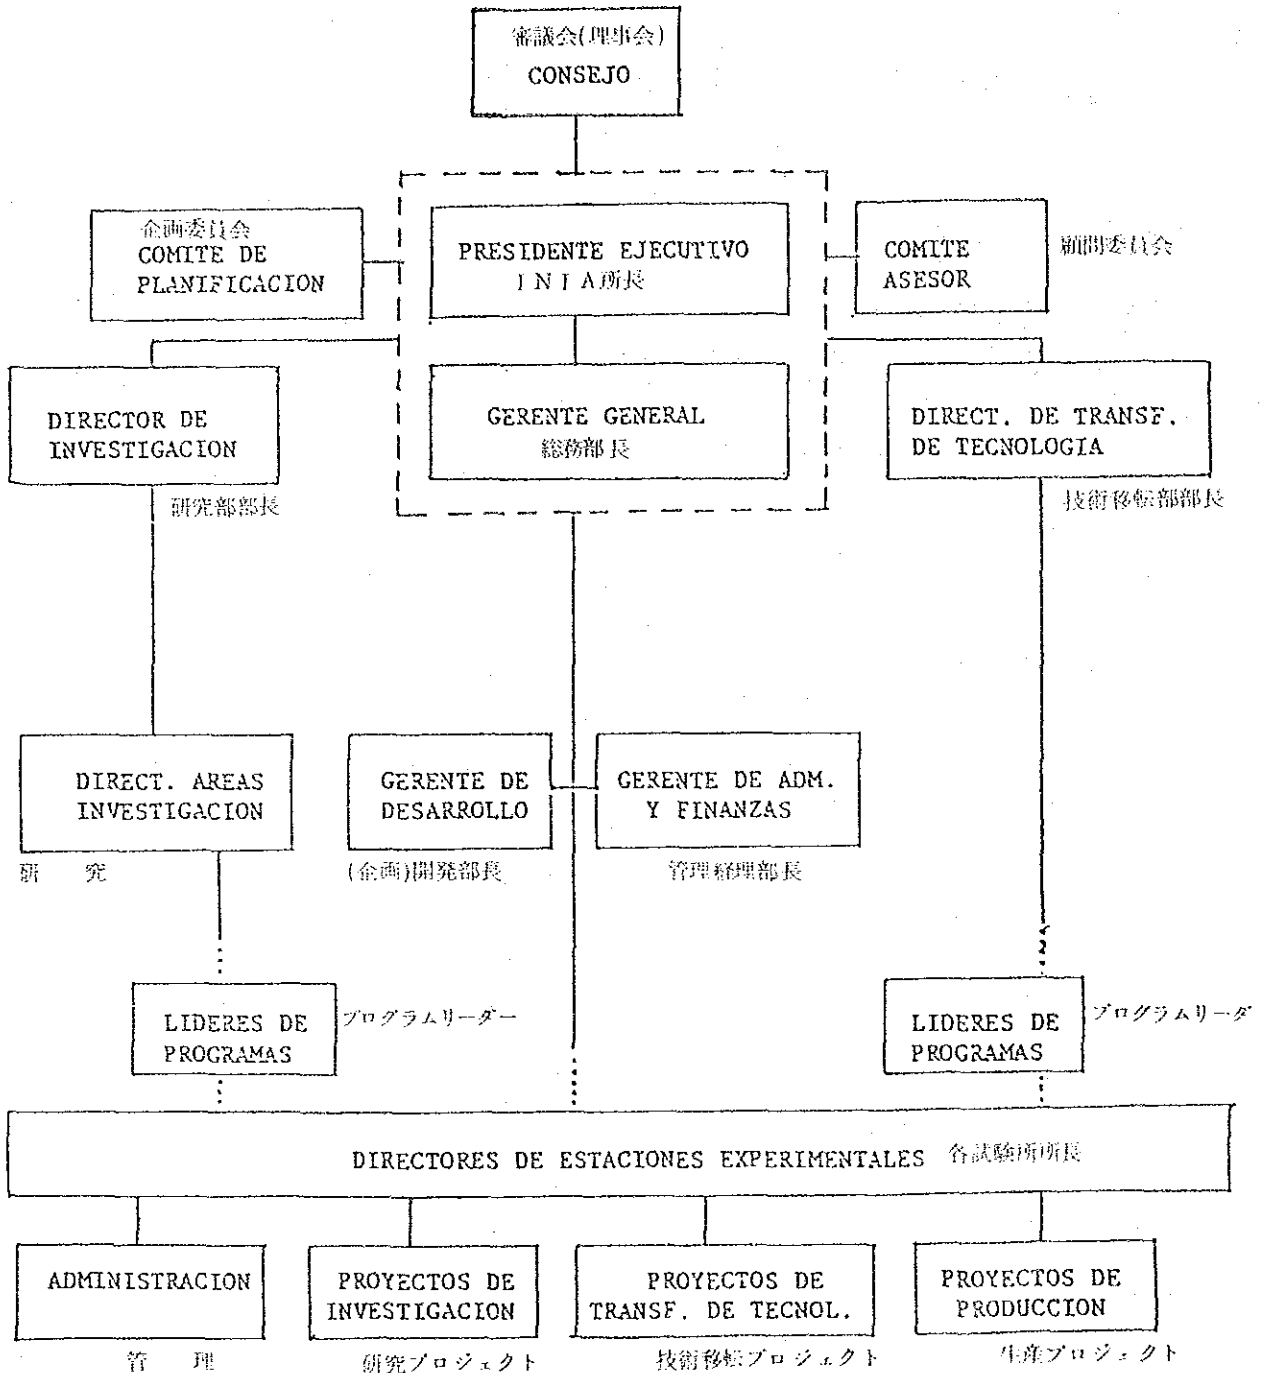 審議会(理事会)
CONSEJO
企画委員会
COMITE DE
PLANIFICACION
PRESIDENTE EJECUTIVO
INIA所長
COMITE
ASESOR
顧問委員会
DIRECTOR DE
INVESTIGACION
研究部部長
GERENTE GENERAL
総務部長
DIRECT. DE TRANSF.
DE TECNOLOGIA
技術移転部部長
DIRECT. AREAS
INVESTIGACION
研 究
GERENTE DE
DESARROLLO
(企画)開発部長
GERENTE DE ADM.
Y FINANZAS
管理経理部長
LIDERES DE
PROGRAMAS
プログラムリーダー
LIDERES DE
PROGRAMAS
プログラムリーダ
DIRECTORES DE ESTACIONES EXPERIMENTALES 各試験所所長
ADMINISTRACION
管 理
PROYECTOS DE
INVESTIGACION
研究プロジェクト
PROYECTOS DE
TRANSF. DE TECNOL.
技術移転プロジェクト
PROYECTOS DE
PRODUCCION
生産プロジェクト